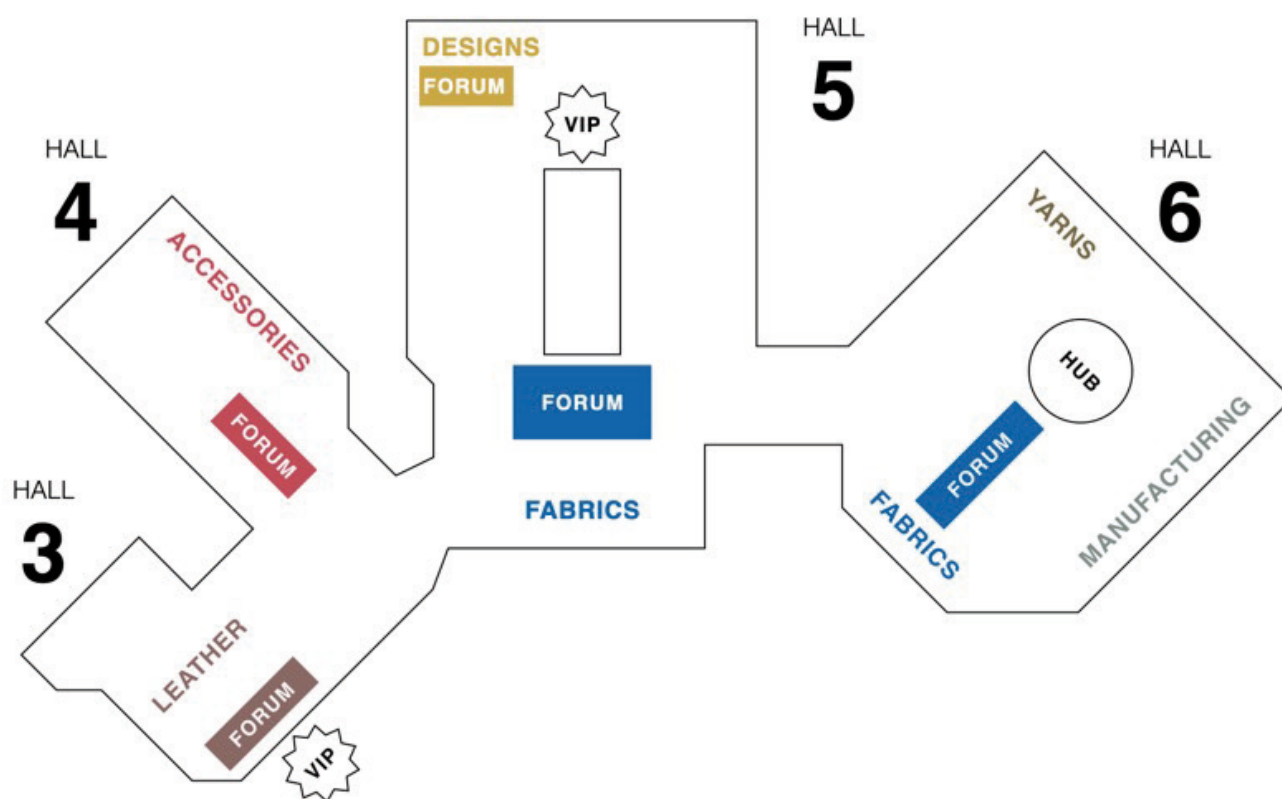 HALL
3
LEATHER
FORUM
VIP
HALL
4
ACCESSORIES
FORUM
DESIGNS
FORUM
VIP
FORUM
FABRICS
HALL
5
HALL
6
YARNS
HUB
FORUM
FABRICS
MANUFACTURING